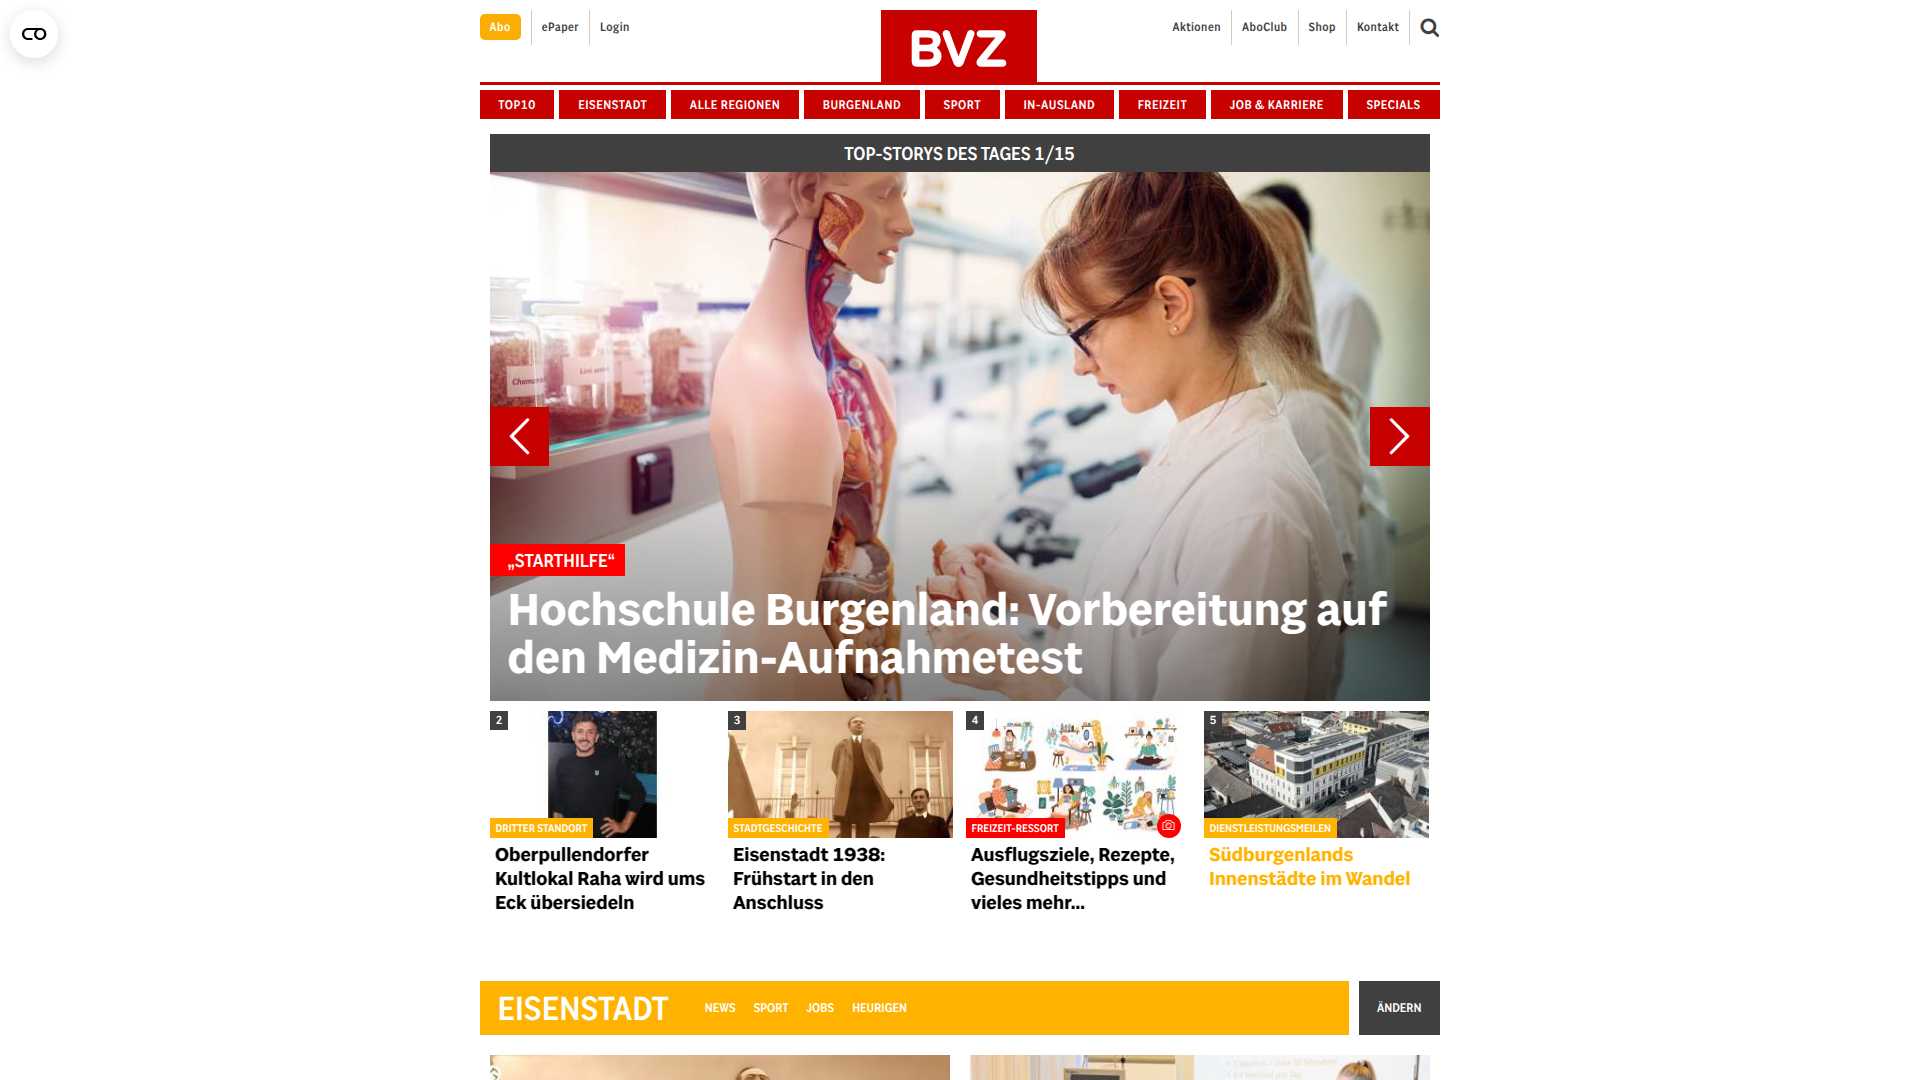 Abo
ePaper
Login
BVZ
Aktionen
AboClub
Shop
Kontakt
TOP10
EISENSTADT
ALLE REGIONEN
BURGENLAND
SPORT
IN-AUSLAND
FREIZEIT
JOB & KARRIERE
SPECIALS
TOP-STORYS DES TAGES 1/15
„STARTHILFE“
Hochschule Burgenland: Vorbereitung auf
den Medizin-Aufnahmetest
2
DRITTER STANDORT
Oberpullendorfer
Kultlokal Raha wird ums
Eck übersiedeln
3
STADTGESCHICHTE
Eisenstadt 1938:
Frühstart in den
Anschluss
4
FREIZEIT-RESSORT
Ausflugsziele, Rezepte,
Gesundheitstipps und
vieles mehr...
5
DIENSTLEISTUNGSMEILEN
Südburgenlands
Innenstädte im Wandel
EISENSTADT
NEWS
SPORT
JOBS
HEURIGEN
ÄNDERN